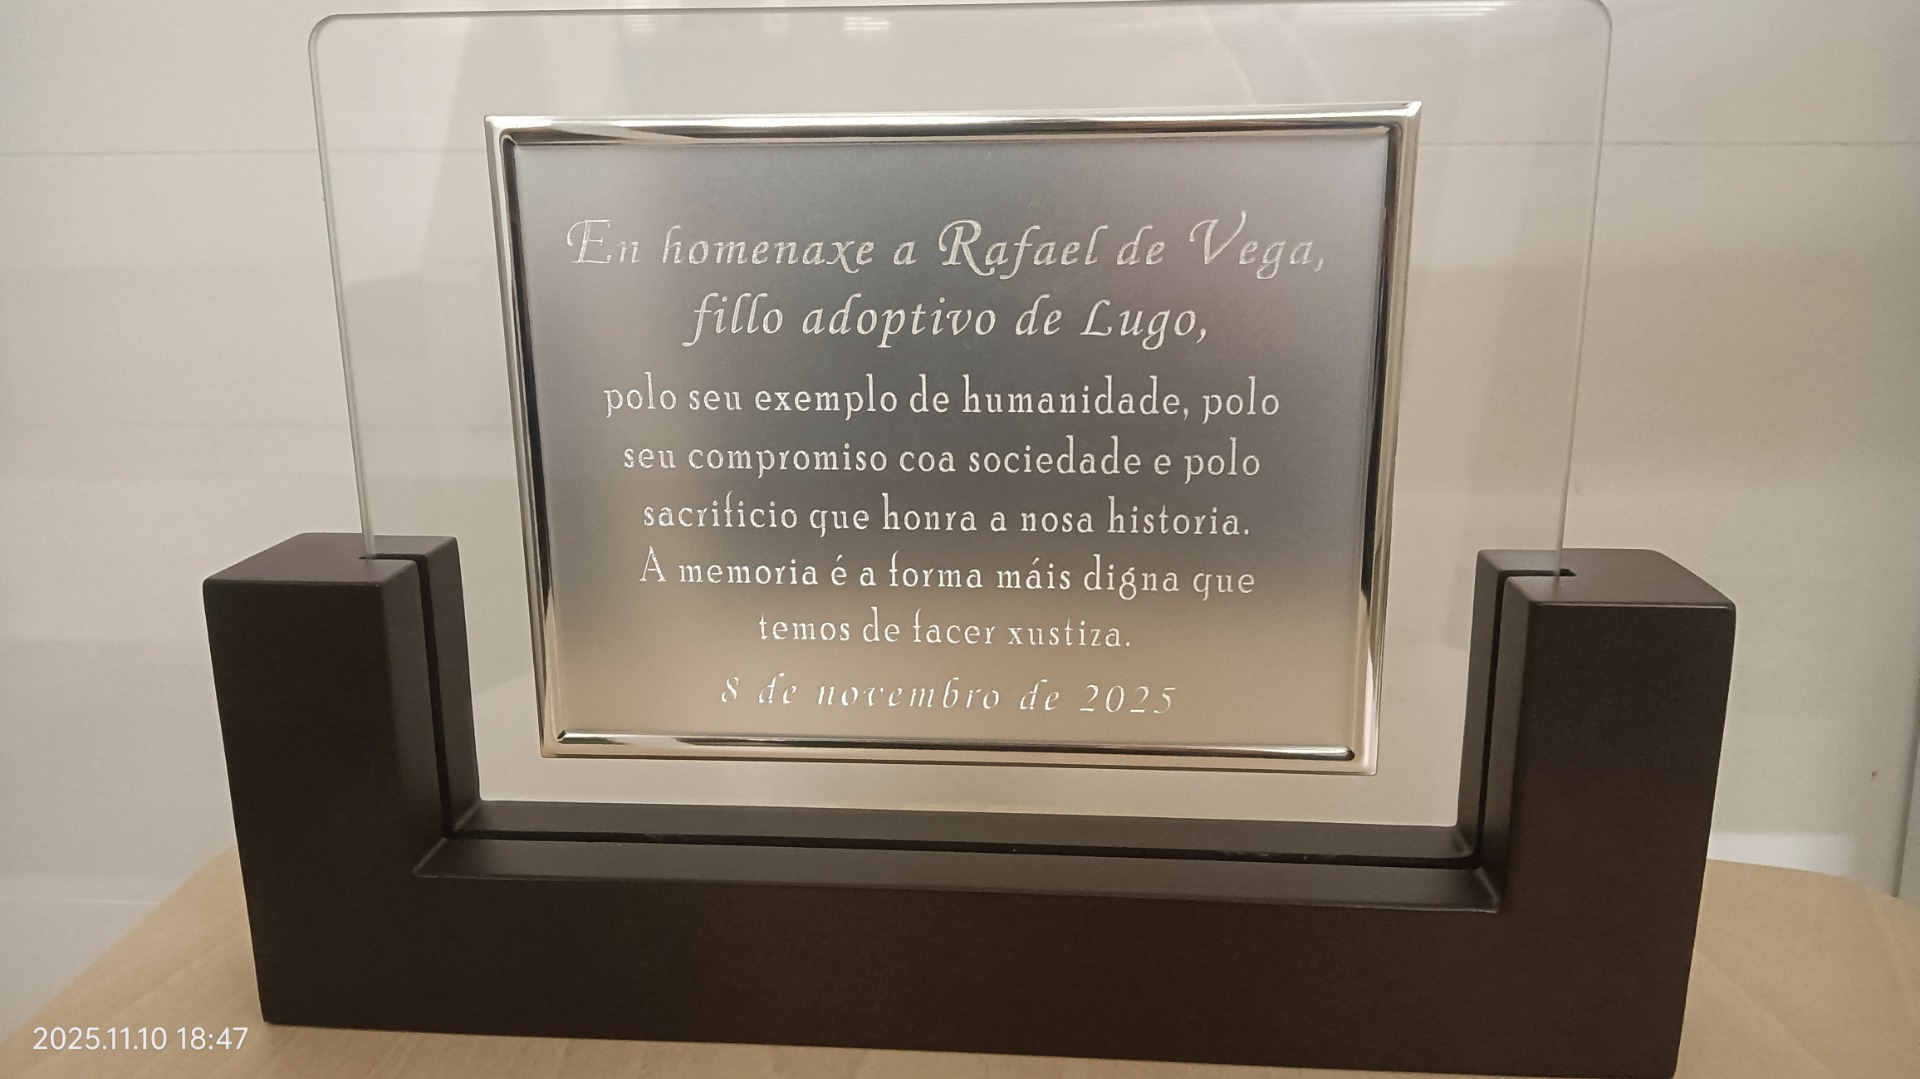 En homenaxe a Rafael de Vega,
fillo adoptivo de Lugo,
polo seu exemplo de humanidade, polo
seu compromiso coa sociedade e polo
sacrificio que honra a nosa historia.
A memoria é a forma máis digna que
temos de facer xustiza.
8 de novembro de 2025
2025.11.10 18:47